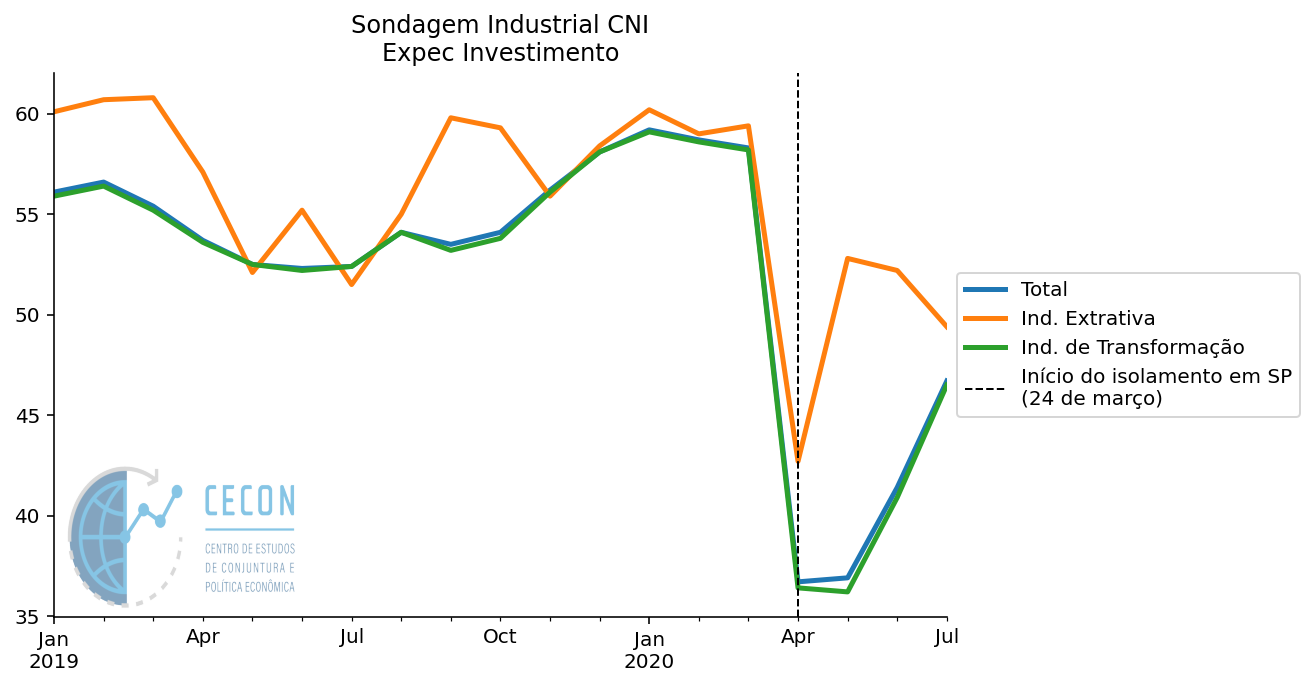 Sondagem Industrial CNI
Expec Investimento
60
55
50
45
40
35
Total
Ind. Extrativa
Ind. de Transformação
Início do isolamento em SP
(24 de março)
CECON
CENTRO DE ESTUDOS
DE CONJUNTURA E
POLÍTICA ECONÔMICA
Jan Apr Jul Oct Jan Apr Jul
2019 2020